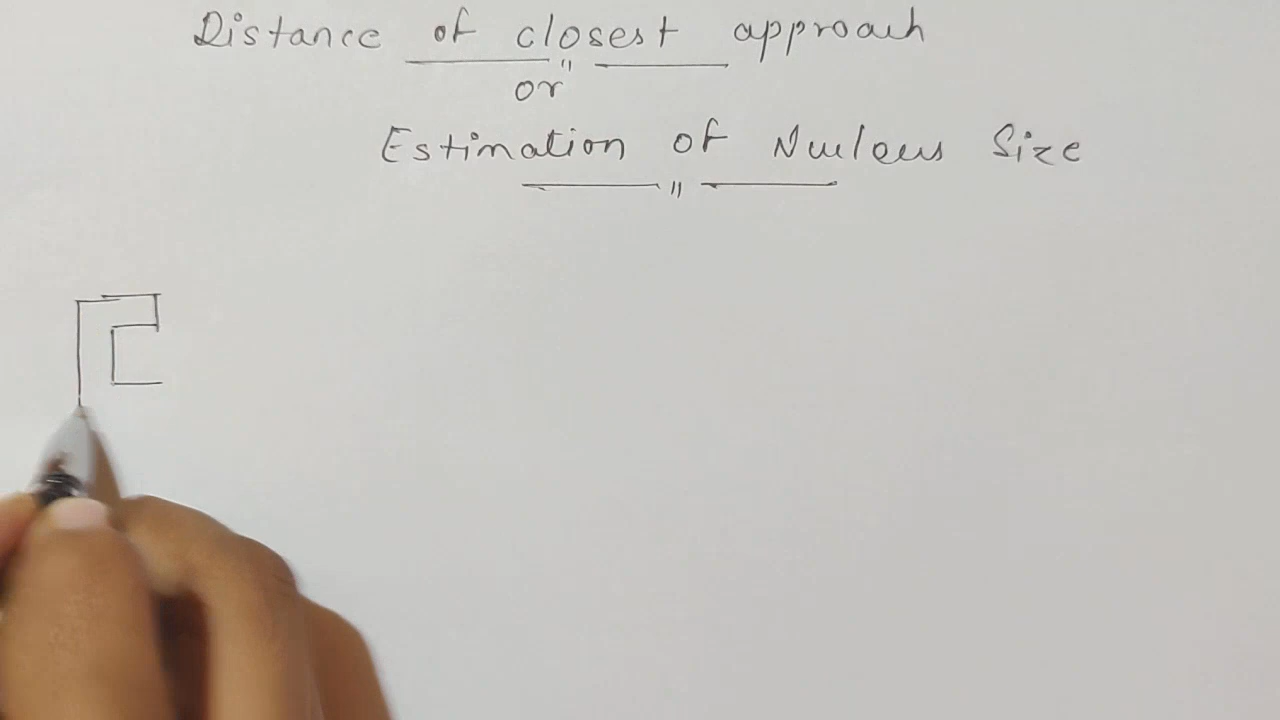 Distance of closest approach
or
Estimation of Nucleus Size